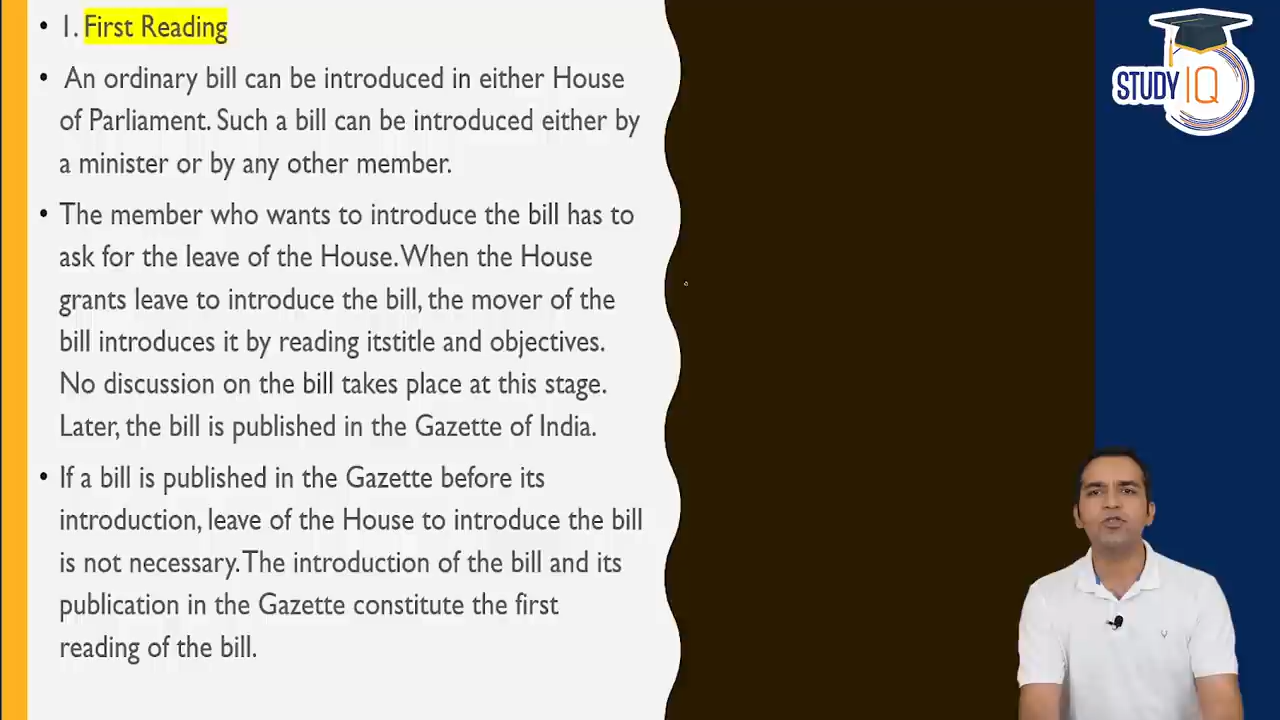 • 1. First Reading
• An ordinary bill can be introduced in either House
of Parliament. Such a bill can be introduced either by
a minister or by any other member.
• The member who wants to introduce the bill has to
ask for the leave of the House. When the House
grants leave to introduce the bill, the mover of the
bill introduces it by reading itstitle and objectives.
No discussion on the bill takes place at this stage.
Later, the bill is published in the Gazette of India.
• If a bill is published in the Gazette before its
introduction, leave of the House to introduce the bill
is not necessary. The introduction of the bill and its
publication in the Gazette constitute the first
reading of the bill.
STUDY IQ